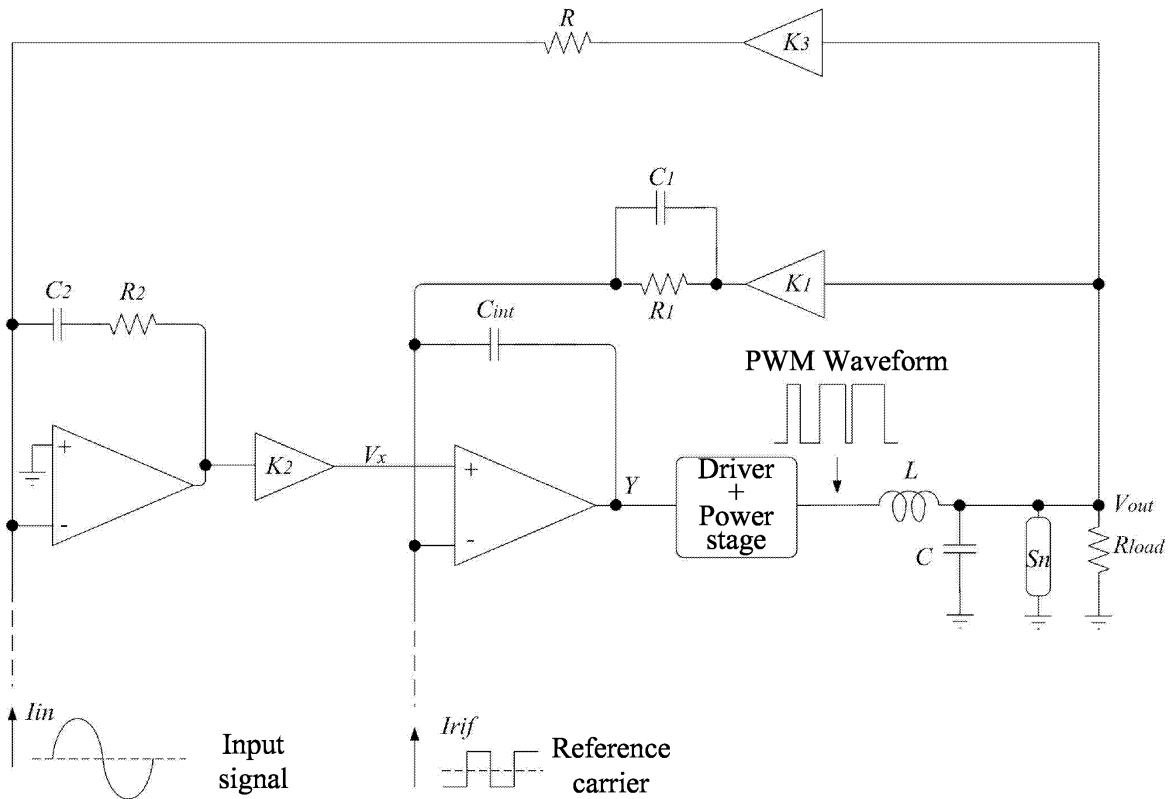 R
K3
C1
R1
K1
C2
R2
Cint
PWM Waveform
+
-
K2
Vx
+
-
Y
Driver
+
Power
stage
L
C
Sn
Vout
Rload
Iin
Input
signal
Irif
Reference
carrier